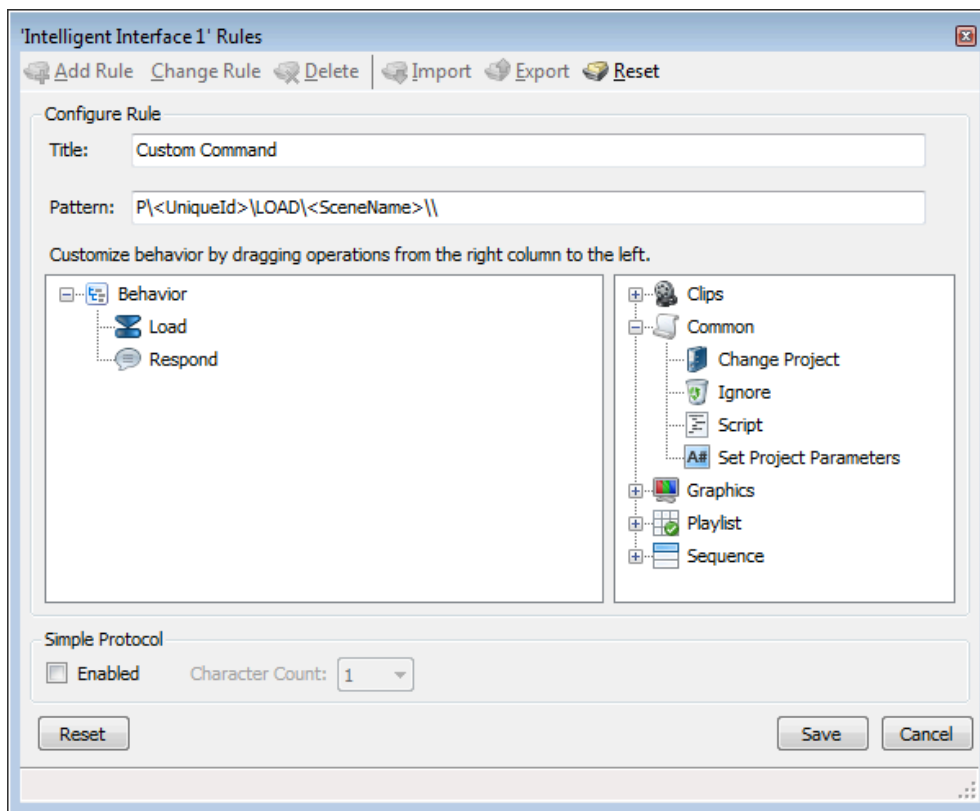 'Intelligent Interface 1' Rules
Add Rule Change Rule Delete Import Export Reset
Configure Rule
Title: Custom Command
Pattern: P\<UniqueId>\LOAD\<SceneName>\\
Customize behavior by dragging operations from the right column to the left.
Behavior
Load
Respond
Clips
Common
Change Project
Ignore
Script
A# Set Project Parameters
Graphics
Playlist
Sequence
Simple Protocol
Enabled Character Count: 1
Reset Save Cancel